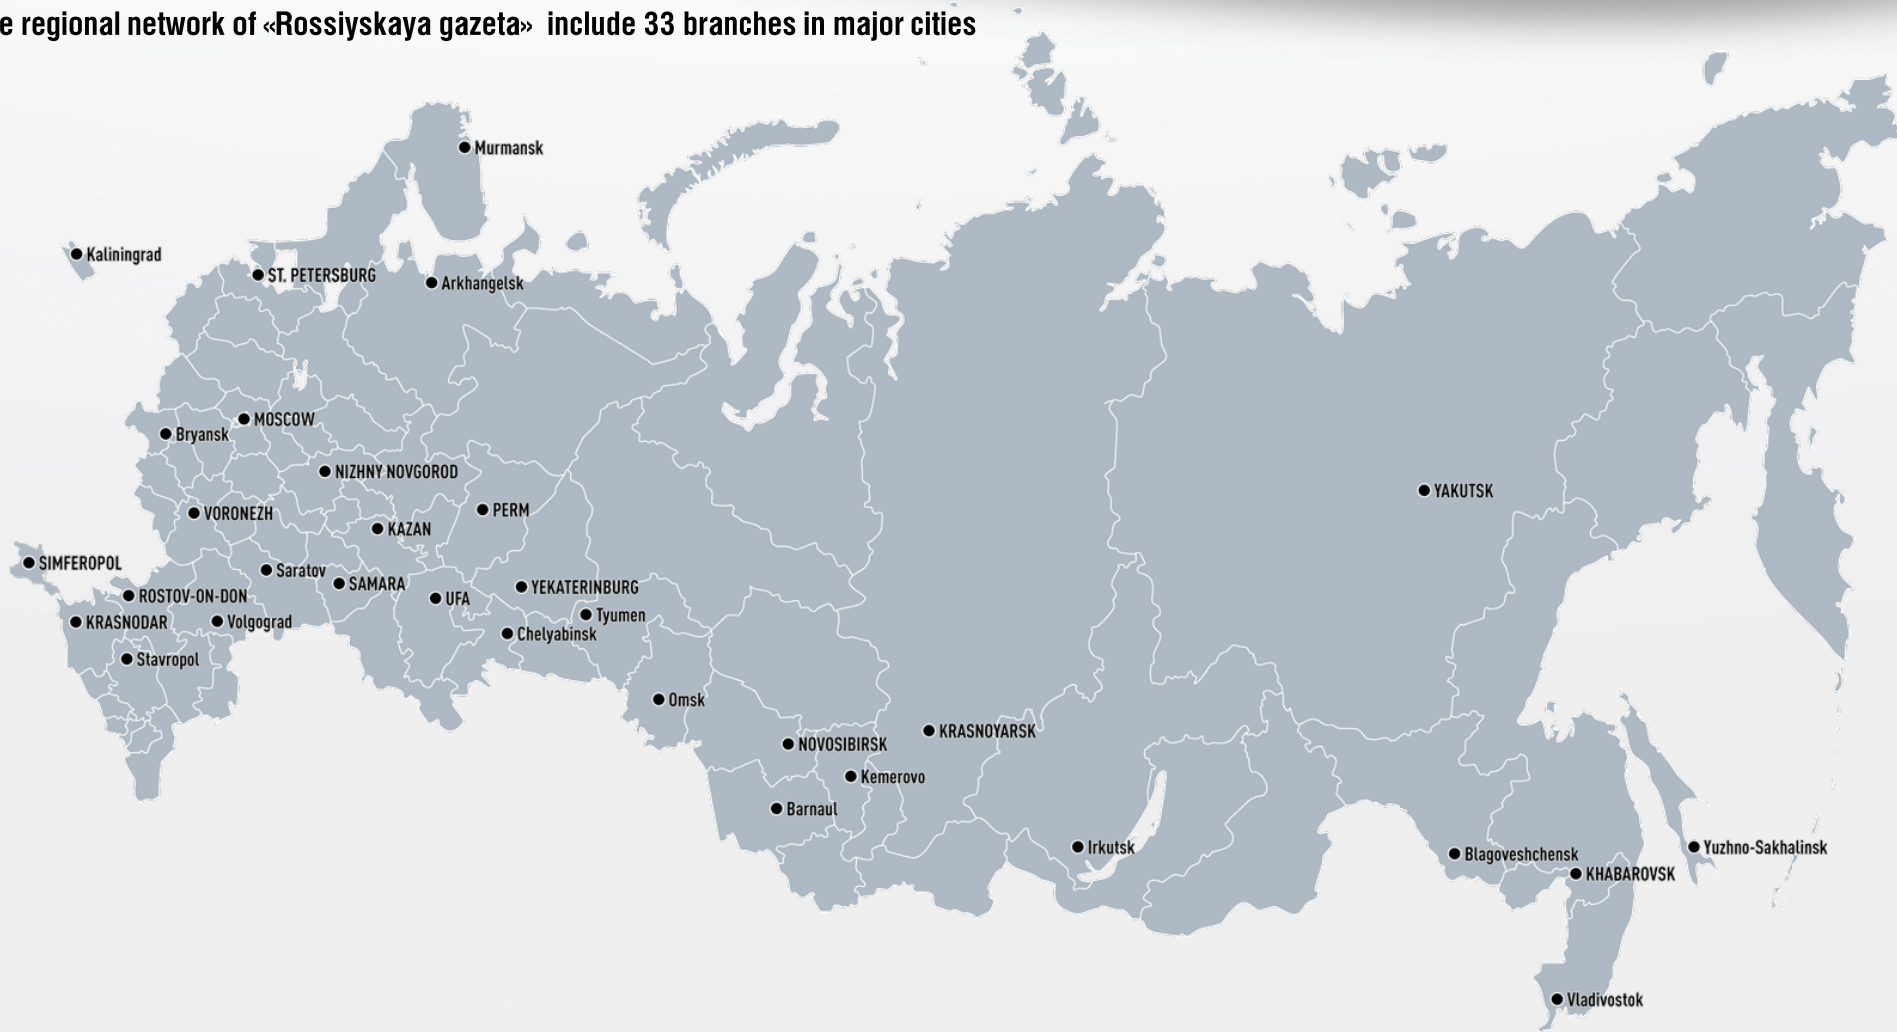 e regional network of «Rossiyskaya gazeta» include 33 branches in major cities
Murmansk
Kaliningrad
ST. PETERSBURG
Arkhangelsk
MOSCOW
Bryansk
NIZHNY NOVGOROD
YAKUTSK
PERM
VORONEZH
KAZAN
SIMFEROPOL
Saratov
SAMARA
YEKATERINBURG
ROSTOV-ON-DON
UFA
Tyumen
KRASNODAR
Volgograd
Chelyabinsk
Stavropol
Omsk
KRASNOYARSK
NOVOSIBIRSK
Kemerovo
Barnaul
Irkutsk
Yuzhno-Sakhalinsk
Blagoveshchensk
KHABAROVSK
Vladivostok